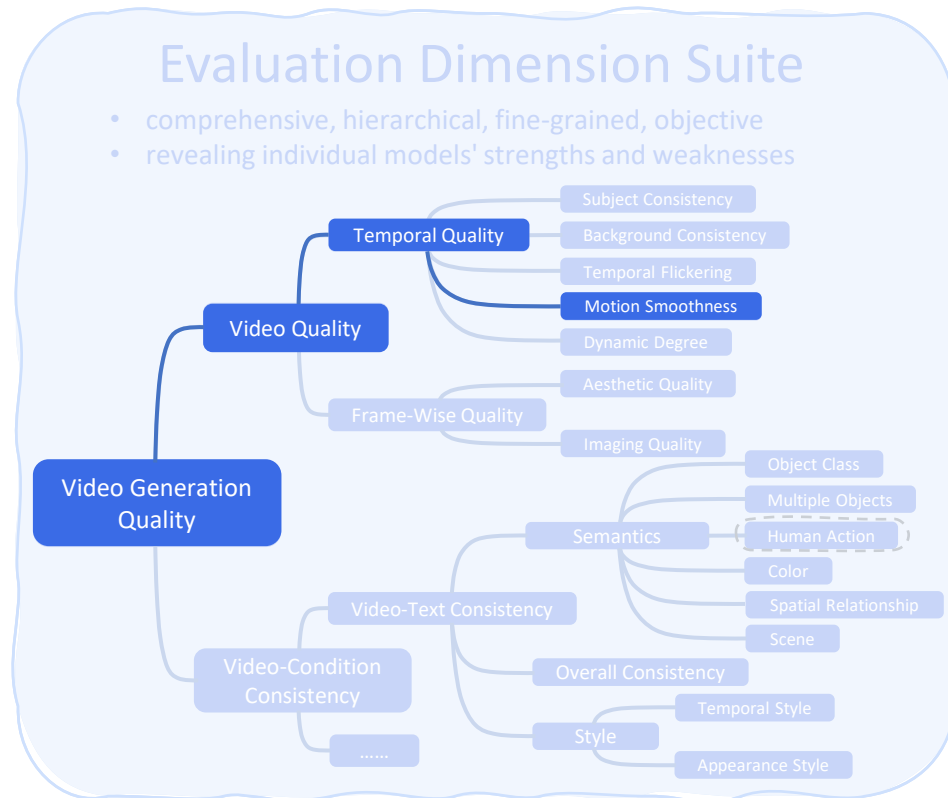 Evaluation Dimension Suite
• comprehensive, hierarchical, fine-grained, objective
• revealing individual models' strengths and weaknesses
Subject Consistency
Temporal Quality
Background Consistency
Temporal Flickering
Motion Smoothness
Video Quality
Dynamic Degree
Aesthetic Quality
Frame-Wise Quality
Imaging Quality
Object Class
Video Generation
Quality
Multiple Objects
Semantics
Human Action
Color
Video-Text Consistency
Spatial Relationship
Scene
Video-Condition
Consistency
Overall Consistency
Temporal Style
Style
......
Appearance Style